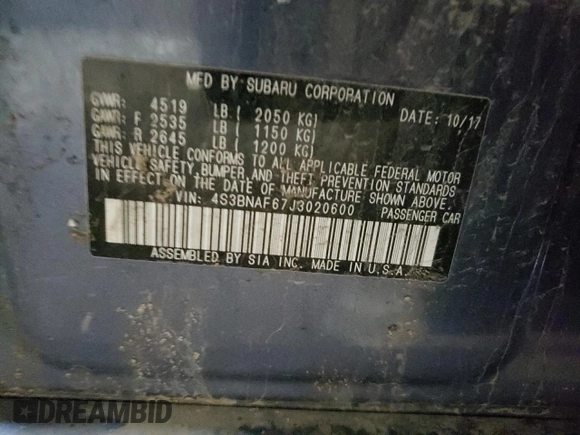 MFD BY SUBARU CORPORATION
DATE: 10/17
GVWR: 4519 LB ( 2050 KG)
GAWR: F 2535 LB ( 1150 KG)
GAWR: R 2645 LB ( 1200 KG)
THIS VEHICLE CONFORMS TO ALL APPLICABLE FEDERAL MOTOR
VEHICLE SAFETY, BUMPER, AND THEFT PREVENTION STANDARDS
IN EFFECT ON THE DATE OF MANUFACTURE SHOWN ABOVE.
VIN: 4S3BNAF67J3020600 PASSENGER CAR
ASSEMBLED BY SIA INC. MADE IN U.S.A.
DREAMBID